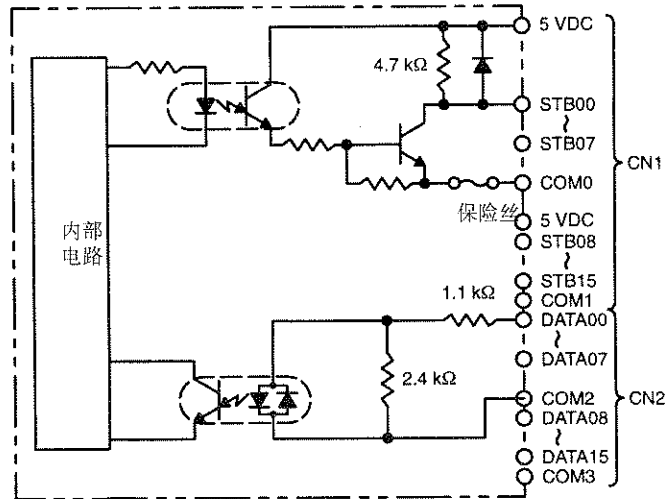 5 VDC
4.7 kΩ
STB00
~
STB07
CN1
COM0
保险丝
5 VDC
内部
电路
STB08
~
STB15
1.1 kΩ
COM1
DATA00
~
DATA07
2.4 kΩ
COM2
CN2
DATA08
~
DATA15
COM3